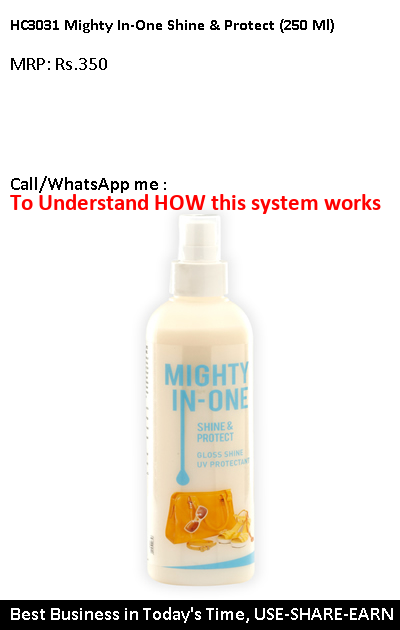 HC3031 Mighty In-One Shine & Protect (250 Ml)
MRP: Rs.350
Call/WhatsApp me :
To Understand HOW this system works
MIGHTY
IN-ONE
SHINE &
PROTECT
GLOSS SHINE
UV PROTECTANT
Best Business in Today's Time, USE-SHARE-EARN